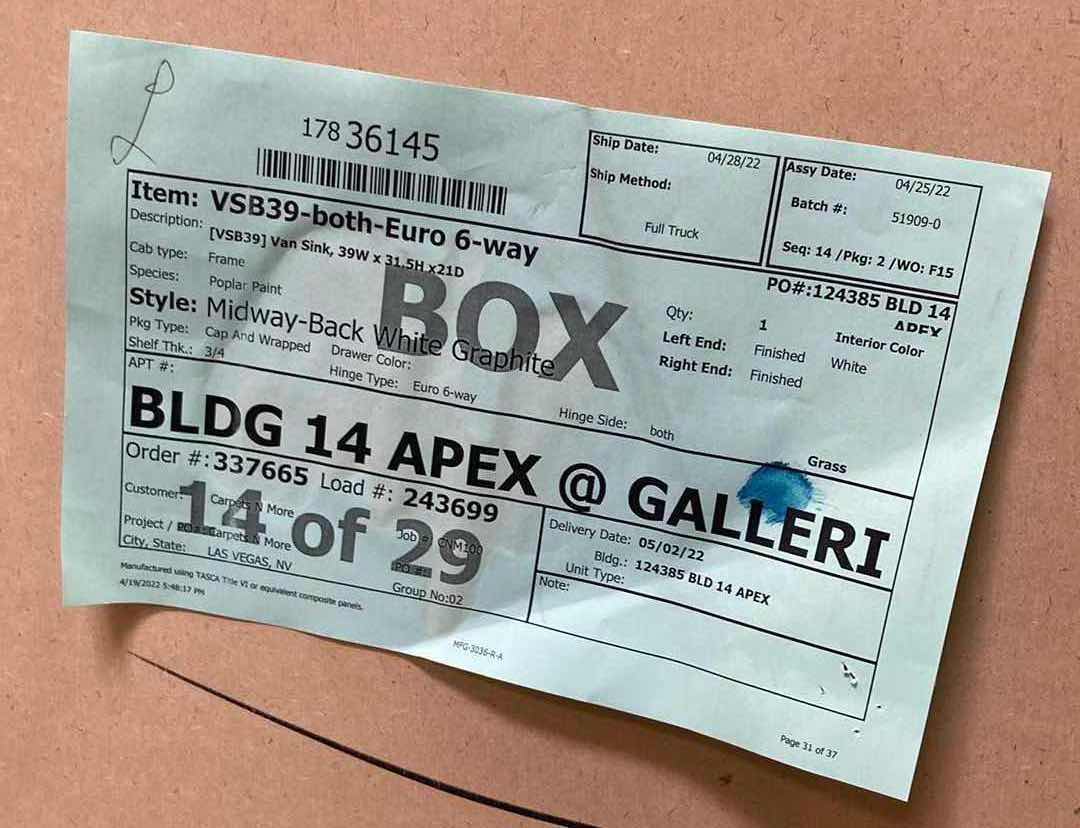 178 36145
Ship Date: 04/28/22
Ship Method:
Full Truck
Assy Date: 04/25/22
Batch #: 51909-0
Seq: 14 /Pkg: 2 /WO: F15
Item: VSB39-both-Euro 6-way
Description: [VSB39] Van Sink, 39W x 31.5H x21D
Cab type: Frame
Species: Poplar Paint
BOX
PO#:124385 BLD 14
APEX
Style: Midway-Back White Graphite
Qty: 1
Interior Color
Left End: Finished White
Right End: Finished
Pkg Type: Cap And Wrapped Drawer Color:
Shelf Thk.: 3/4 Hinge Type: Euro 6-way
Hinge Side: both
APT #:
Grass
BLDG 14 APEX @ GALLERI
Order #:337665 Load #: 243699
14 of 29
Customer: Carpets N More
Job #: CNM100
Project / PO #: Carpets N More
PO #:
City, State: LAS VEGAS, NV
Group No:02
Delivery Date: 05/02/22
Bldg.: 124385 BLD 14 APEX
Unit Type:
Note:
Manufactured using TASCA Title VI or equivalent composite panels.
4/19/2022 5:48:17 PM
MFG-3036-R-A
Page 31 of 37